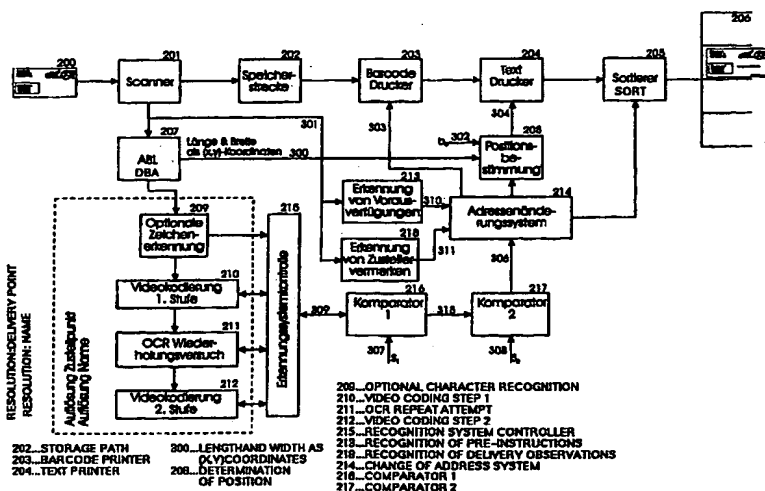 200
201
202
203
204
205
206
Scanner
Speicher-
strecke
Barcode
Drucker
Text
Drucker
Sortierer
SORT
301
303
304
207
ABL
DBA
Länge & Breite
als (x,y)-Koordinaten
300
302
208
Positions-
be-
stimmung
213
Erkennung
von Voraus-
verfügungen
310
214
Adressenände-
rungssystem
218
Erkennung
von Zusteller
vermerken
311
209
Optionale
Zeichen-
erkennung
215
Erkennungssystemkontrolle
210
Videokodierung
1. Stufe
211
OCR Wieder-
holungsversuch
212
Videokodierung
2. Stufe
309
216
Komparator
1
315
217
Komparator 2
307
S₁
308
RESOLUTION:DELIVERY POINT
RESOLUTION: NAME
Auflösung Zustellpunkt
Auflösung Name
202...STORAGE PATH
203...BARCODE PRINTER
204...TEXT PRINTER
300...LENGTHAND WIDTH AS
(X,Y)COORDINATES
208...DETERMINATION
OF POSITION
209...OPTIONAL CHARACTER RECOGNITION
210...VIDEO CODING STEP 1
211...OCR REPEAT ATTEMPT
212...VIDEO CODING STEP 2
215...RECOGNITION SYSTEM CONTROLLER
213...RECOGNITION OF PRE-INSTRUCTIONS
218...RECOGNITION OF DELIVERY OBSERVATIONS
214...CHANGE OF ADDRESS SYSTEM
216...COMPARATOR 1
217...COMPARATOR 2